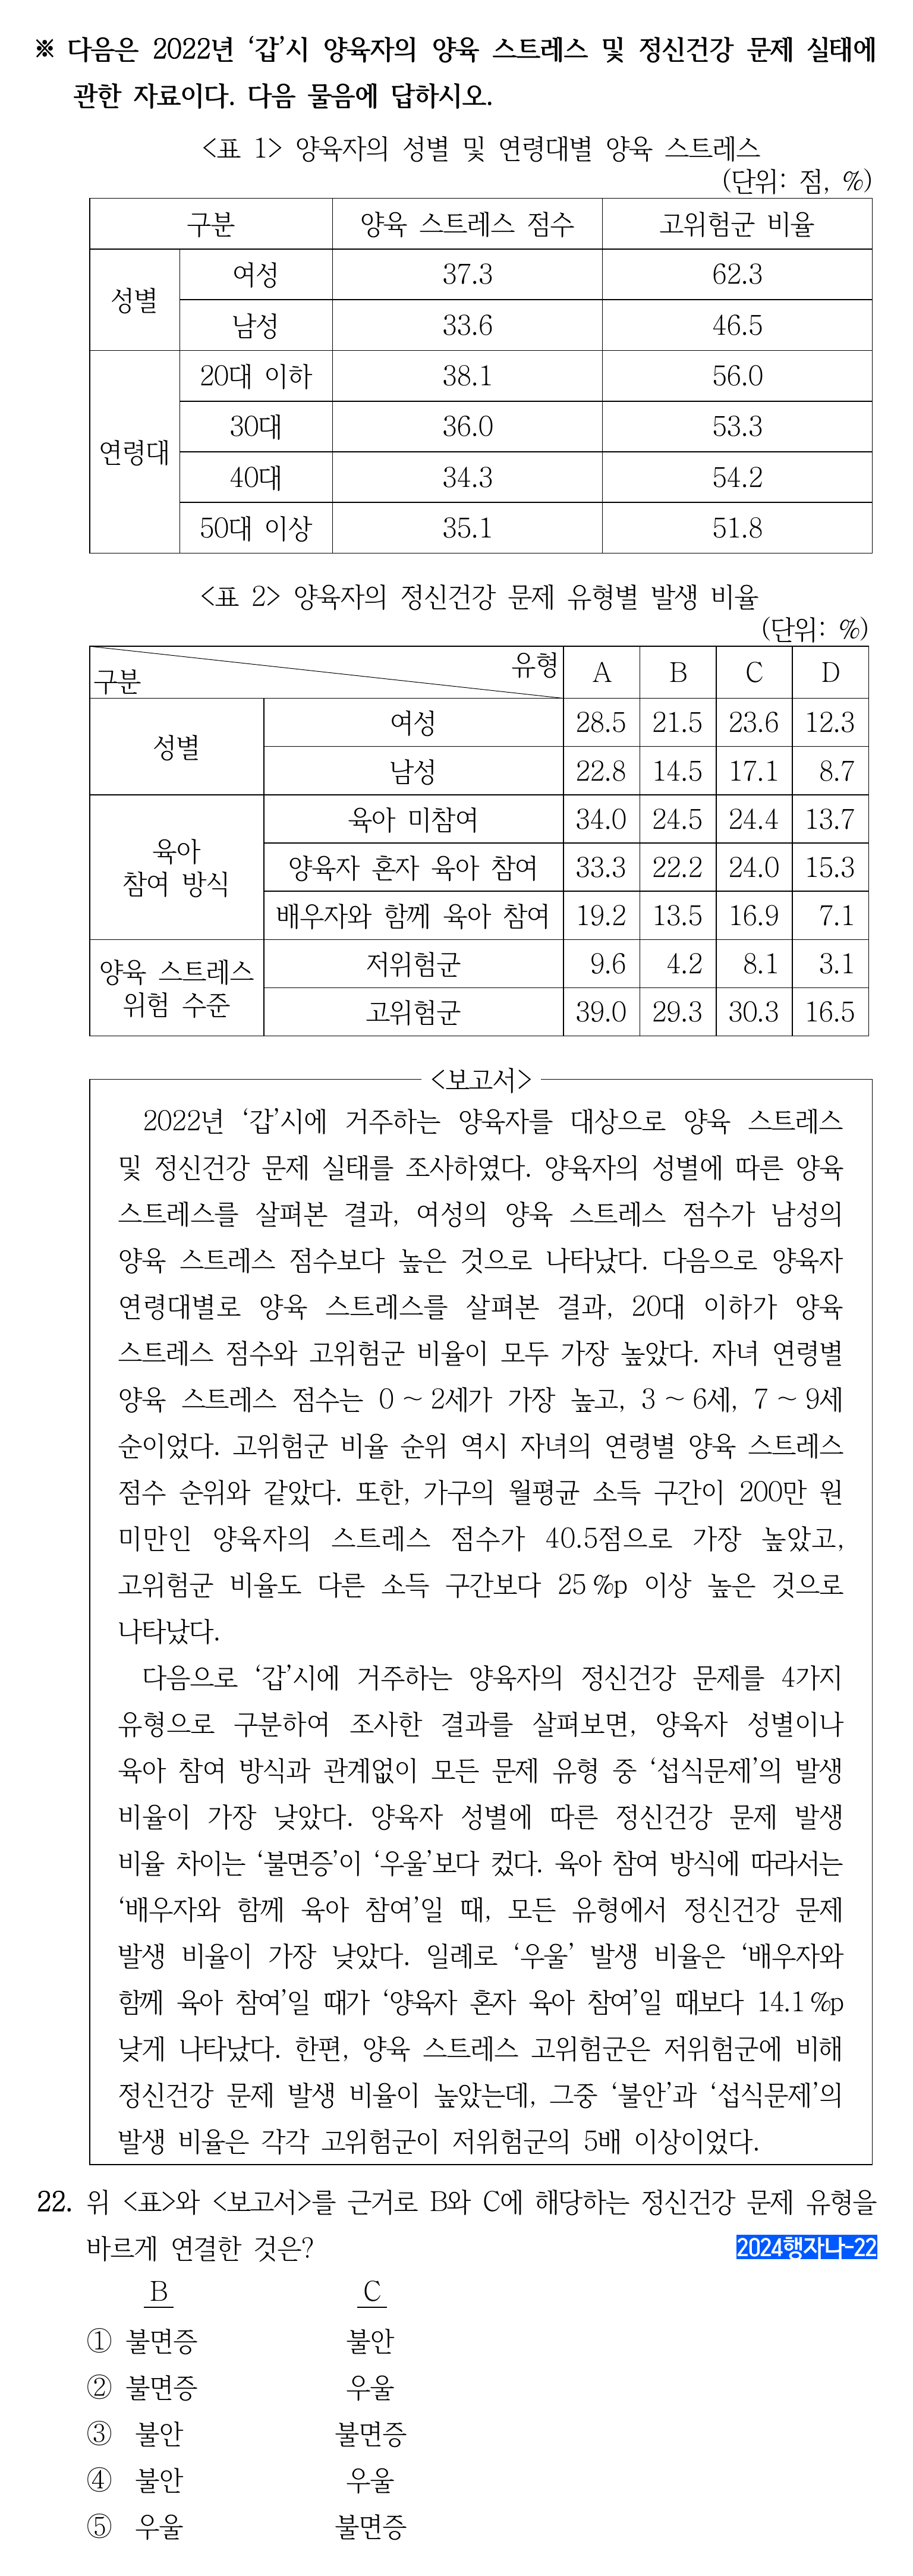 ※ 다음은 2022년 ‘갑’시 양육자의 양육 스트레스 및 정신건강 문제 실태에
관한 자료이다. 다음 물음에 답하시오.
<표 1> 양육자의 성별 및 연령대별 양육 스트레스
(단위: 점, %)
구분 양육 스트레스 점수 고위험군 비율
성별 여성 37.3 62.3
남성 33.6 46.5
연령대 20대 이하 38.1 56.0
30대 36.0 53.3
40대 34.3 54.2
50대 이상 35.1 51.8
<표 2> 양육자의 정신건강 문제 유형별 발생 비율
(단위: %)
구분 유형 A B C D
성별 여성 28.5 21.5 23.6 12.3
남성 22.8 14.5 17.1 8.7
육아 참여 방식 육아 미참여 34.0 24.5 24.4 13.7
양육자 혼자 육아 참여 33.3 22.2 24.0 15.3
배우자와 함께 육아 참여 19.2 13.5 16.9 7.1
양육 스트레스 위험 수준 저위험군 9.6 4.2 8.1 3.1
고위험군 39.0 29.3 30.3 16.5
<보고서>
2022년 ‘갑’시에 거주하는 양육자를 대상으로 양육 스트레스
및 정신건강 문제 실태를 조사하였다. 양육자의 성별에 따른 양육
스트레스를 살펴본 결과, 여성의 양육 스트레스 점수가 남성의
양육 스트레스 점수보다 높은 것으로 나타났다. 다음으로 양육자
연령대별로 양육 스트레스를 살펴본 결과, 20대 이하가 양육
스트레스 점수와 고위험군 비율이 모두 가장 높았다. 자녀 연령별
양육 스트레스 점수는 0 ~ 2세가 가장 높고, 3 ~ 6세, 7 ~ 9세
순이었다. 고위험군 비율 순위 역시 자녀의 연령별 양육 스트레스
점수 순위와 같았다. 또한, 가구의 월평균 소득 구간이 200만 원
미만인 양육자의 스트레스 점수가 40.5점으로 가장 높았고,
고위험군 비율도 다른 소득 구간보다 25 %p 이상 높은 것으로
나타났다.
다음으로 ‘갑’시에 거주하는 양육자의 정신건강 문제를 4가지
유형으로 구분하여 조사한 결과를 살펴보면, 양육자 성별이나
육아 참여 방식과 관계없이 모든 문제 유형 중 ‘섭식문제’의 발생
비율이 가장 낮았다. 양육자 성별에 따른 정신건강 문제 발생
비율 차이는 ‘불면증’이 ‘우울’보다 컸다. 육아 참여 방식에 따라서는
‘배우자와 함께 육아 참여’일 때, 모든 유형에서 정신건강 문제
발생 비율이 가장 낮았다. 일례로 ‘우울’ 발생 비율은 ‘배우자와
함께 육아 참여’일 때가 ‘양육자 혼자 육아 참여’일 때보다 14.1 %p
낮게 나타났다. 한편, 양육 스트레스 고위험군은 저위험군에 비해
정신건강 문제 발생 비율이 높았는데, 그중 ‘불안’과 ‘섭식문제’의
발생 비율은 각각 고위험군이 저위험군의 5배 이상이었다.
22. 위 <표>와 <보고서>를 근거로 B와 C에 해당하는 정신건강 문제 유형을
바르게 연결한 것은? 2024행자나-22
B C
① 불면증 불안
② 불면증 우울
③ 불안 불면증
④ 불안 우울
⑤ 우울 불면증